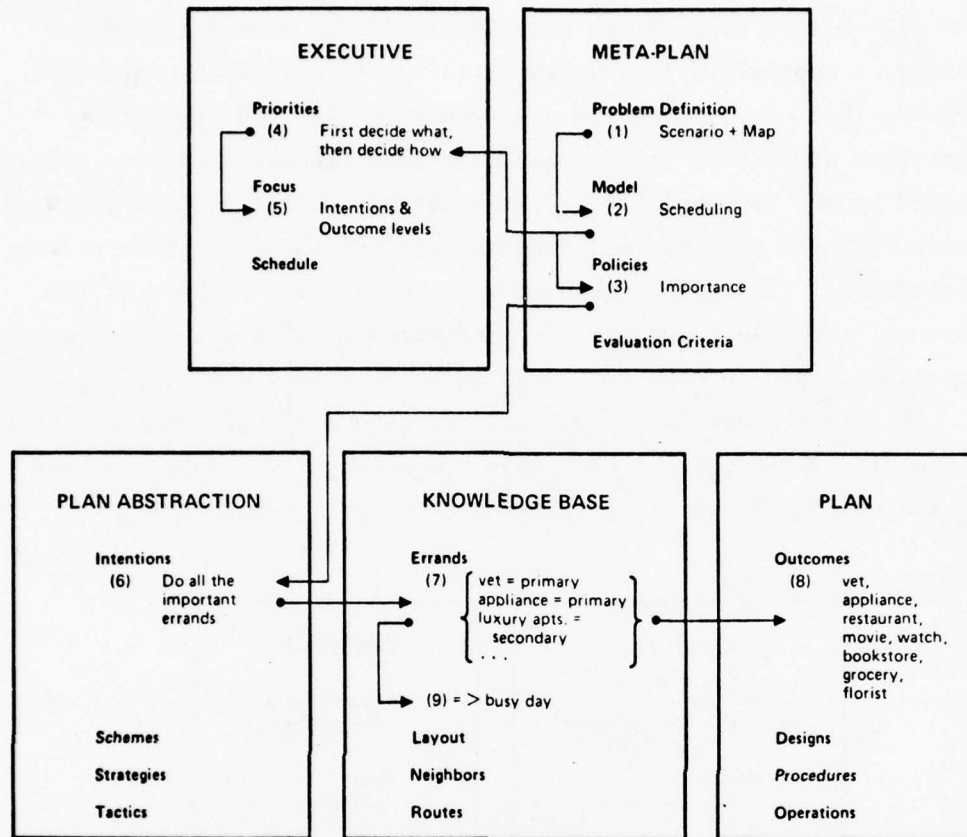 EXECUTIVE
Priorities
(4) First decide what,
then decide how
Focus
(5) Intentions &
Outcome levels
Schedule
META-PLAN
Problem Definition
(1) Scenario + Map
Model
(2) Scheduling
Policies
(3) Importance
Evaluation Criteria
PLAN ABSTRACTION
Intentions
(6) Do all the
important
errands
Schemes
Strategies
Tactics
KNOWLEDGE BASE
Errands
(7) vet = primary
appliance = primary
luxury apts. =
secondary
. . .
(9) = > busy day
Layout
Neighbors
Routes
PLAN
Outcomes
(8) vet,
appliance,
restaurant,
movie, watch,
bookstore,
grocery,
florist
Designs
Procedures
Operations